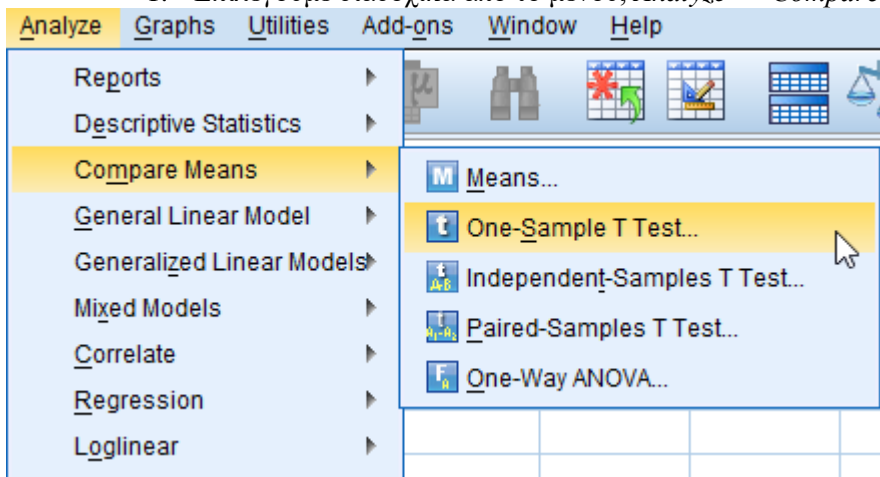 Analyze Graphs Utilities Add-ons Window Help
Reports
Descriptive Statistics
Compare Means
General Linear Model
Generalized Linear Models
Mixed Models
Correlate
Regression
Loglinear
Means...
One-Sample T Test...
Independent-Samples T Test...
Paired-Samples T Test...
One-Way ANOVA...